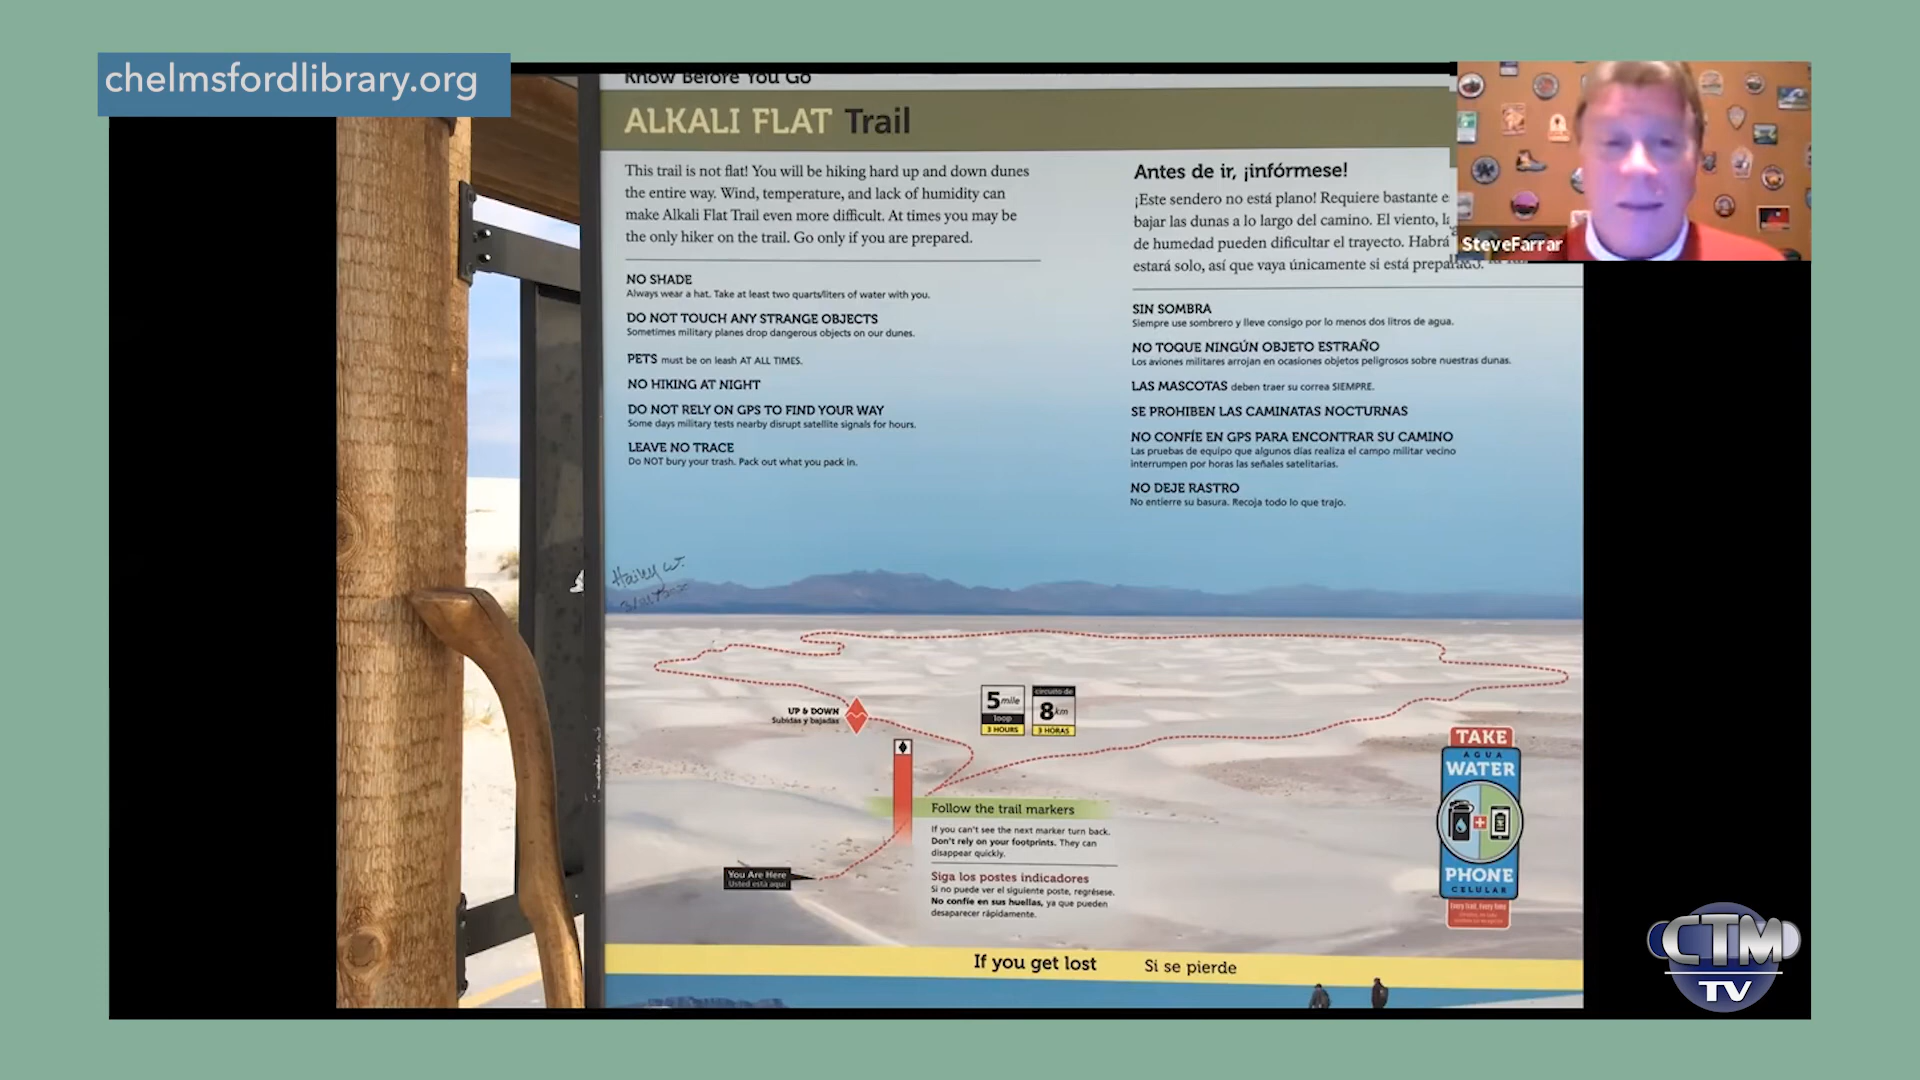 chelmsfordlibrary.org
Know Before You Go
ALKALI FLAT Trail
This trail is not flat! You will be hiking hard up and down dunes
the entire way. Wind, temperature, and lack of humidity can
make Alkali Flat Trail even more difficult. At times you may be
the only hiker on the trail. Go only if you are prepared.
NO SHADE
Always wear a hat. Take at least two quarts/liters of water with you.
DO NOT TOUCH ANY STRANGE OBJECTS
Sometimes military planes drop dangerous objects on our dunes.
PETS must be on leash AT ALL TIMES.
NO HIKING AT NIGHT
DO NOT RELY ON GPS TO FIND YOUR WAY
Some days military tests nearby disrupt satellite signals for hours.
LEAVE NO TRACE
Do NOT bury your trash. Pack out what you pack in.
Antes de ir, ¡infórmese!
¡Este sendero no está plano! Requiere bastante
bajar las dunas a lo largo del camino. El viento,
de humedad pueden dificultar el trayecto. Habrá
estará solo, así que vaya únicamente si está preparado.
SIN SOMBRA
Siempre use sombrero y lleve consigo por lo menos dos litros de agua.
NO TOQUE NINGÚN OBJETO ESTRAÑO
Los aviones militares arrojan en ocasiones objetos peligrosos sobre nuestras dunas.
LAS MASCOTAS deben traer su correa SIEMPRE.
SE PROHIBEN LAS CAMINATAS NOCTURNAS
NO CONFÍE EN GPS PARA ENCONTRAR SU CAMINO
Las pruebas de equipo que algunos días realiza el campo militar vecino
interrumpen por horas las señales satelitarias.
NO DEJE RASTRO
No entierre su basura. Recoja todo lo que trajo.
SteveFarrar
Hailey W.
UP & DOWN
Subidas y bajadas
5 mile
loop
3 HOURS
circuito de
8 km
3 HORAS
Follow the trail markers
If you can't see the next marker turn back.
Don't rely on your footprints. They can
disappear quickly.
Siga los postes indicadores
Si no puede ver el siguiente poste, regrésese.
No confíe en sus huellas, ya que pueden
desaparecer rápidamente.
You Are Here
Usted está aquí
TAKE
AGUA
WATER
PHONE
CELULAR
Every Trail, Every Time
If you get lost
Si se pierde
CTM
TV